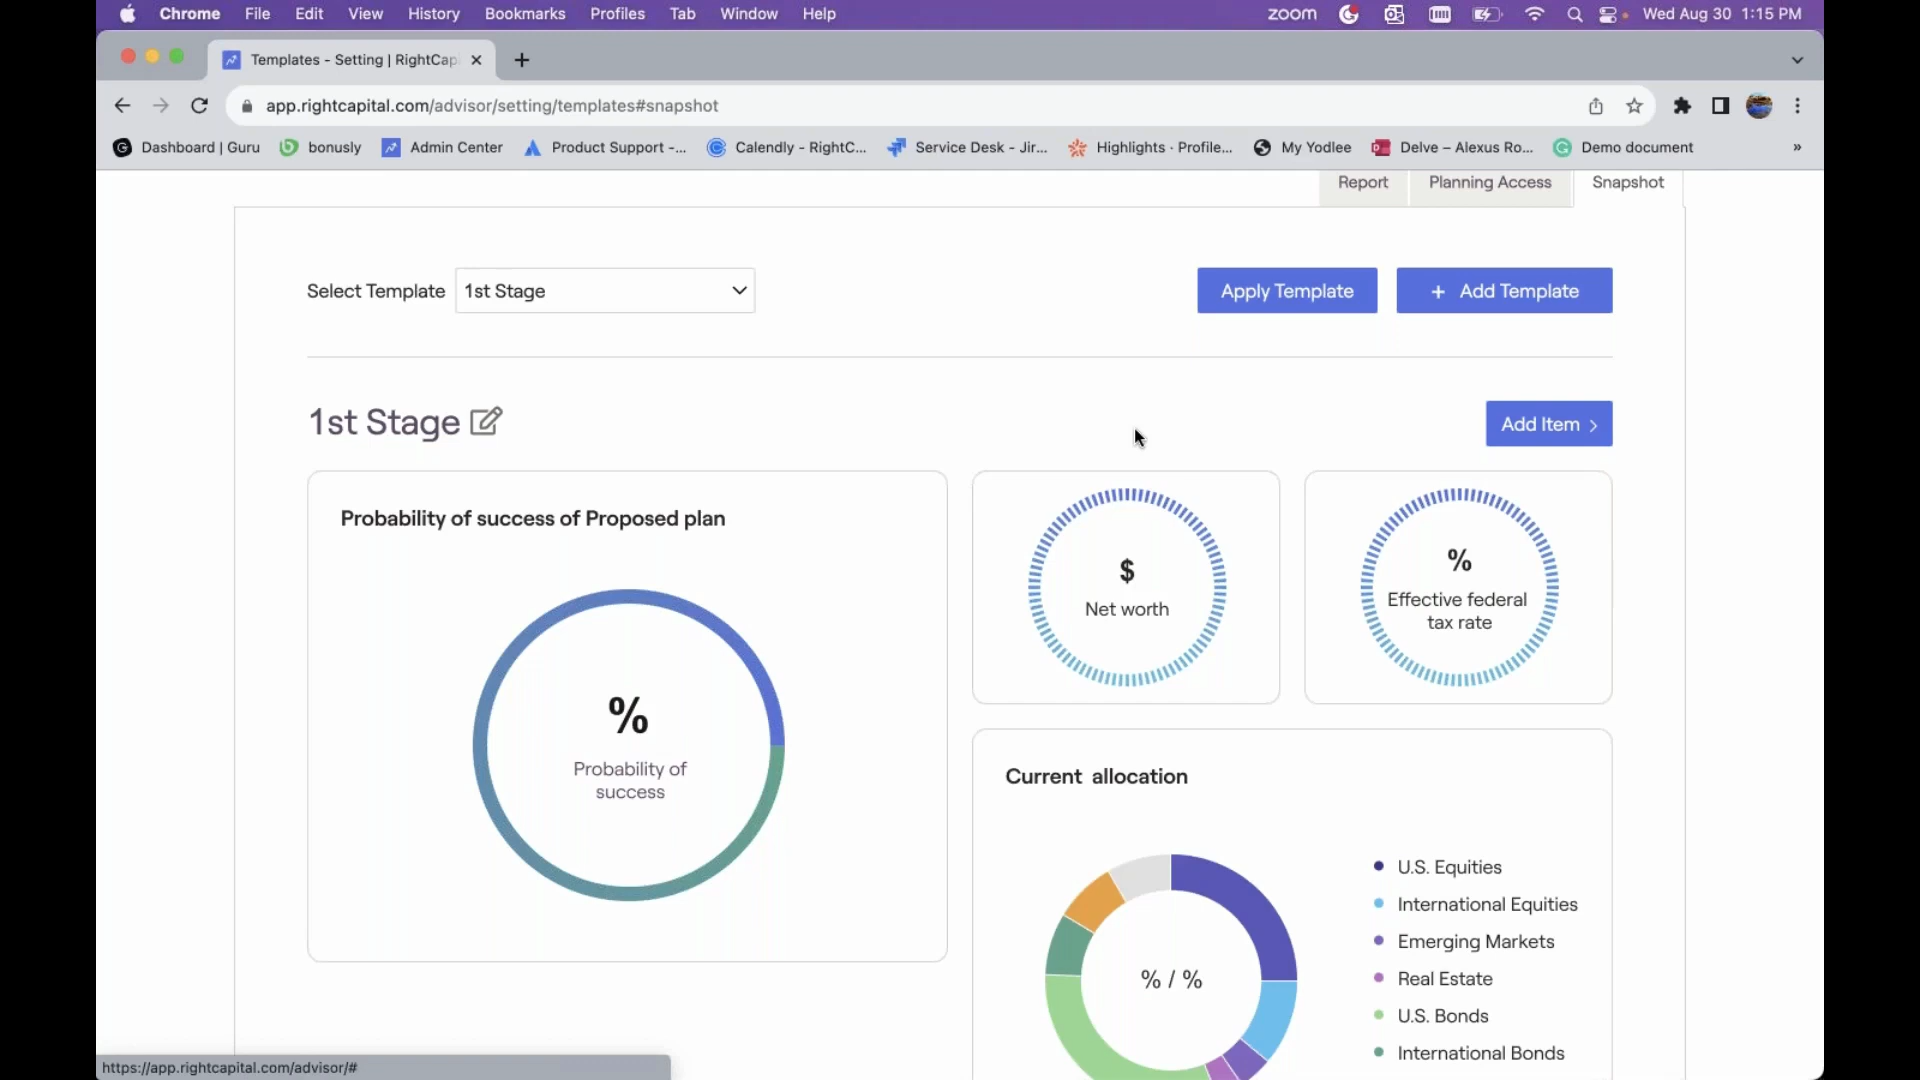 Chrome File Edit View History Bookmarks Profiles Tab Window Help zoom Wed Aug 30 1:15 PM
Templates - Setting | RightCap
app.rightcapital.com/advisor/setting/templates#snapshot
Dashboard | Guru bonusly Admin Center Product Support -... Calendly - RightC... Service Desk - Jir... Highlights · Profile... My Yodlee Delve – Alexus Ro... Demo document »
Report Planning Access Snapshot
Select Template 1st Stage Apply Template + Add Template
1st Stage Add Item >
Probability of success of Proposed plan
%
Probability of
success
$
Net worth
%
Effective federal
tax rate
Current allocation
% / %
U.S. Equities
International Equities
Emerging Markets
Real Estate
U.S. Bonds
International Bonds
https://app.rightcapital.com/advisor/#